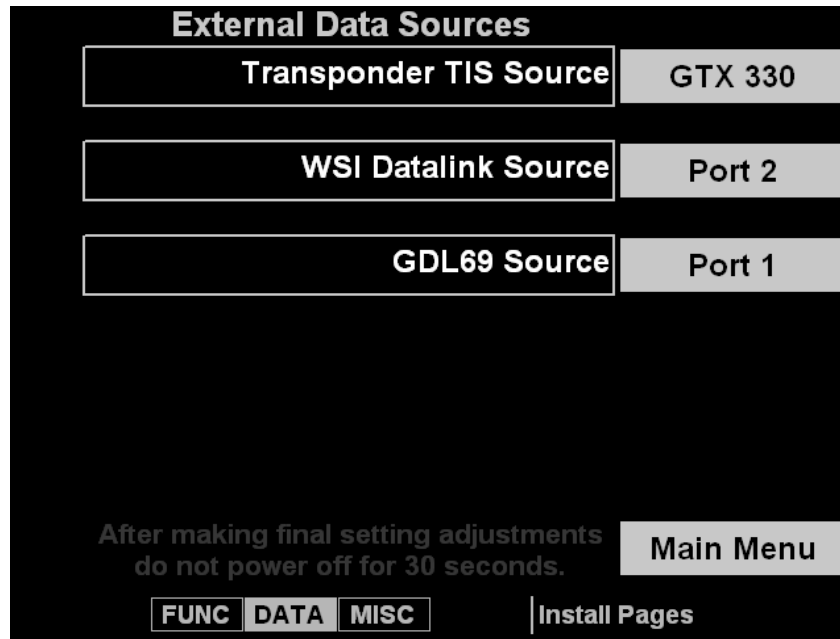 External Data Sources
Transponder TIS Source GTX 330
WSI Datalink Source Port 2
GDL69 Source Port 1
After making final setting adjustments
do not power off for 30 seconds.
Main Menu
FUNC DATA MISC Install Pages